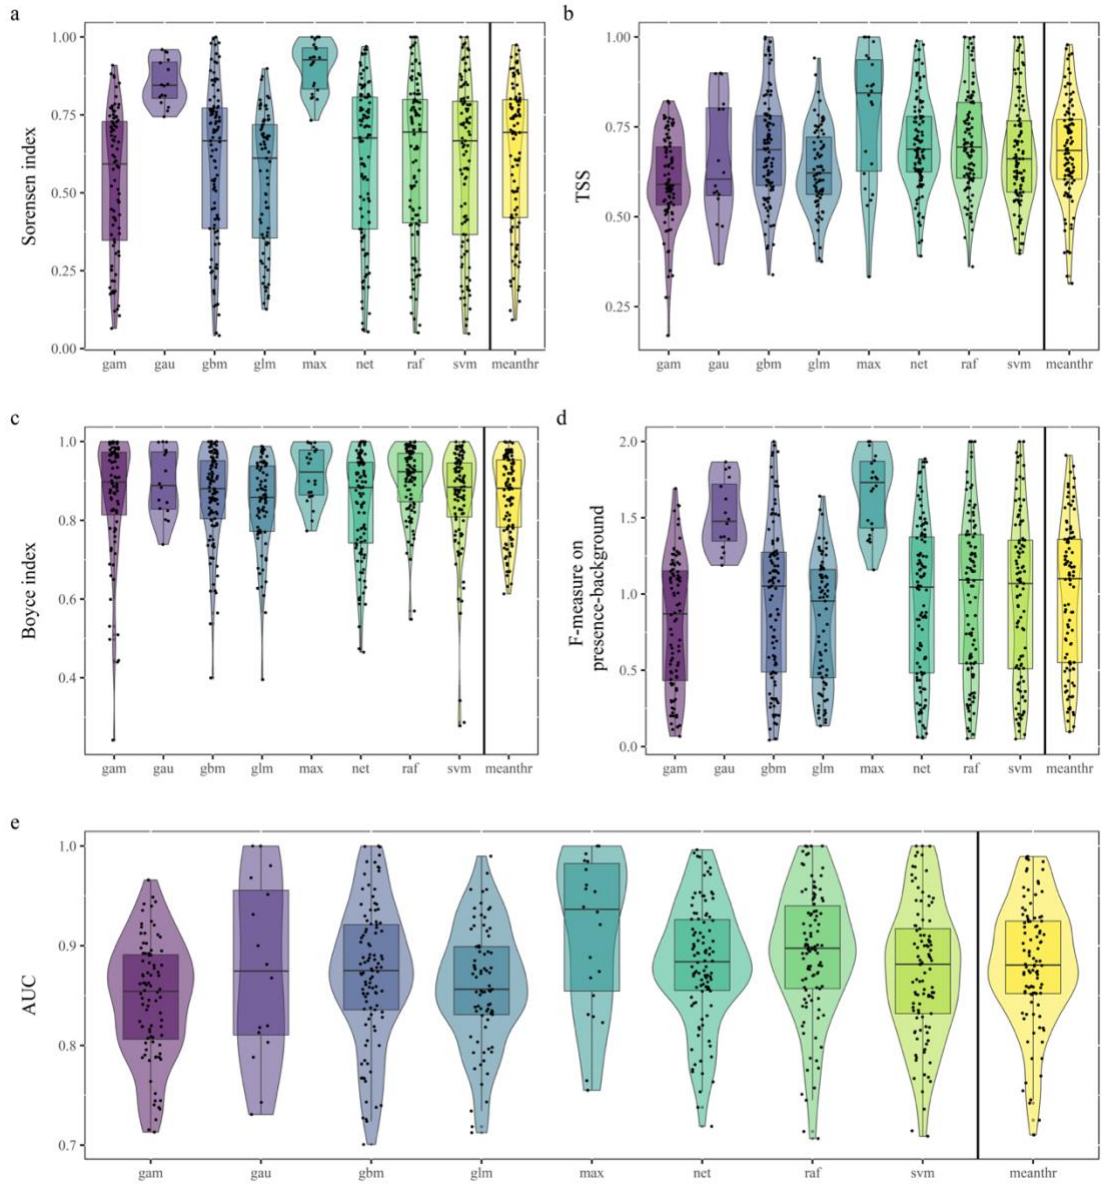 a
Sorensen index
1.00
0.75
0.50
0.25
0.00
gam gau gbm glm max net raf svm meanthr
b
TSS
1.00
0.75
0.50
0.25
gam gau gbm glm max net raf svm meanthr
c
Boyce index
1.0
0.8
0.6
0.4
gam gau gbm glm max net raf svm meanthr
d
F-measure on
presence-background
2.0
1.5
1.0
0.5
0.0
gam gau gbm glm max net raf svm meanthr
e
AUC
1.0
0.9
0.8
0.7
gam gau gbm glm max net raf svm meanthr